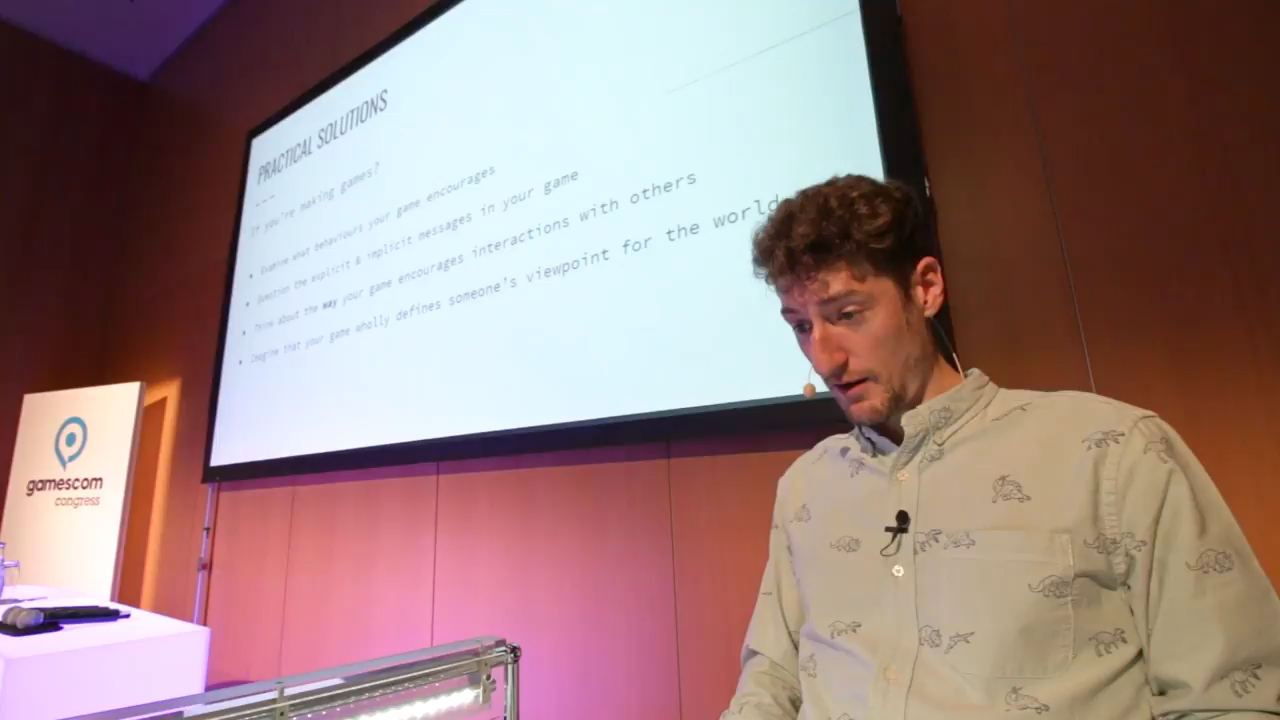 PRACTICAL SOLUTIONS
---
If you're making games?
• Examine what behaviours your game encourages
• Question the explicit & implicit messages in your game
• Think about the way your game encourages interactions with others
• Imagine that your game wholly defines someone's viewpoint for the world
gamescom
congress